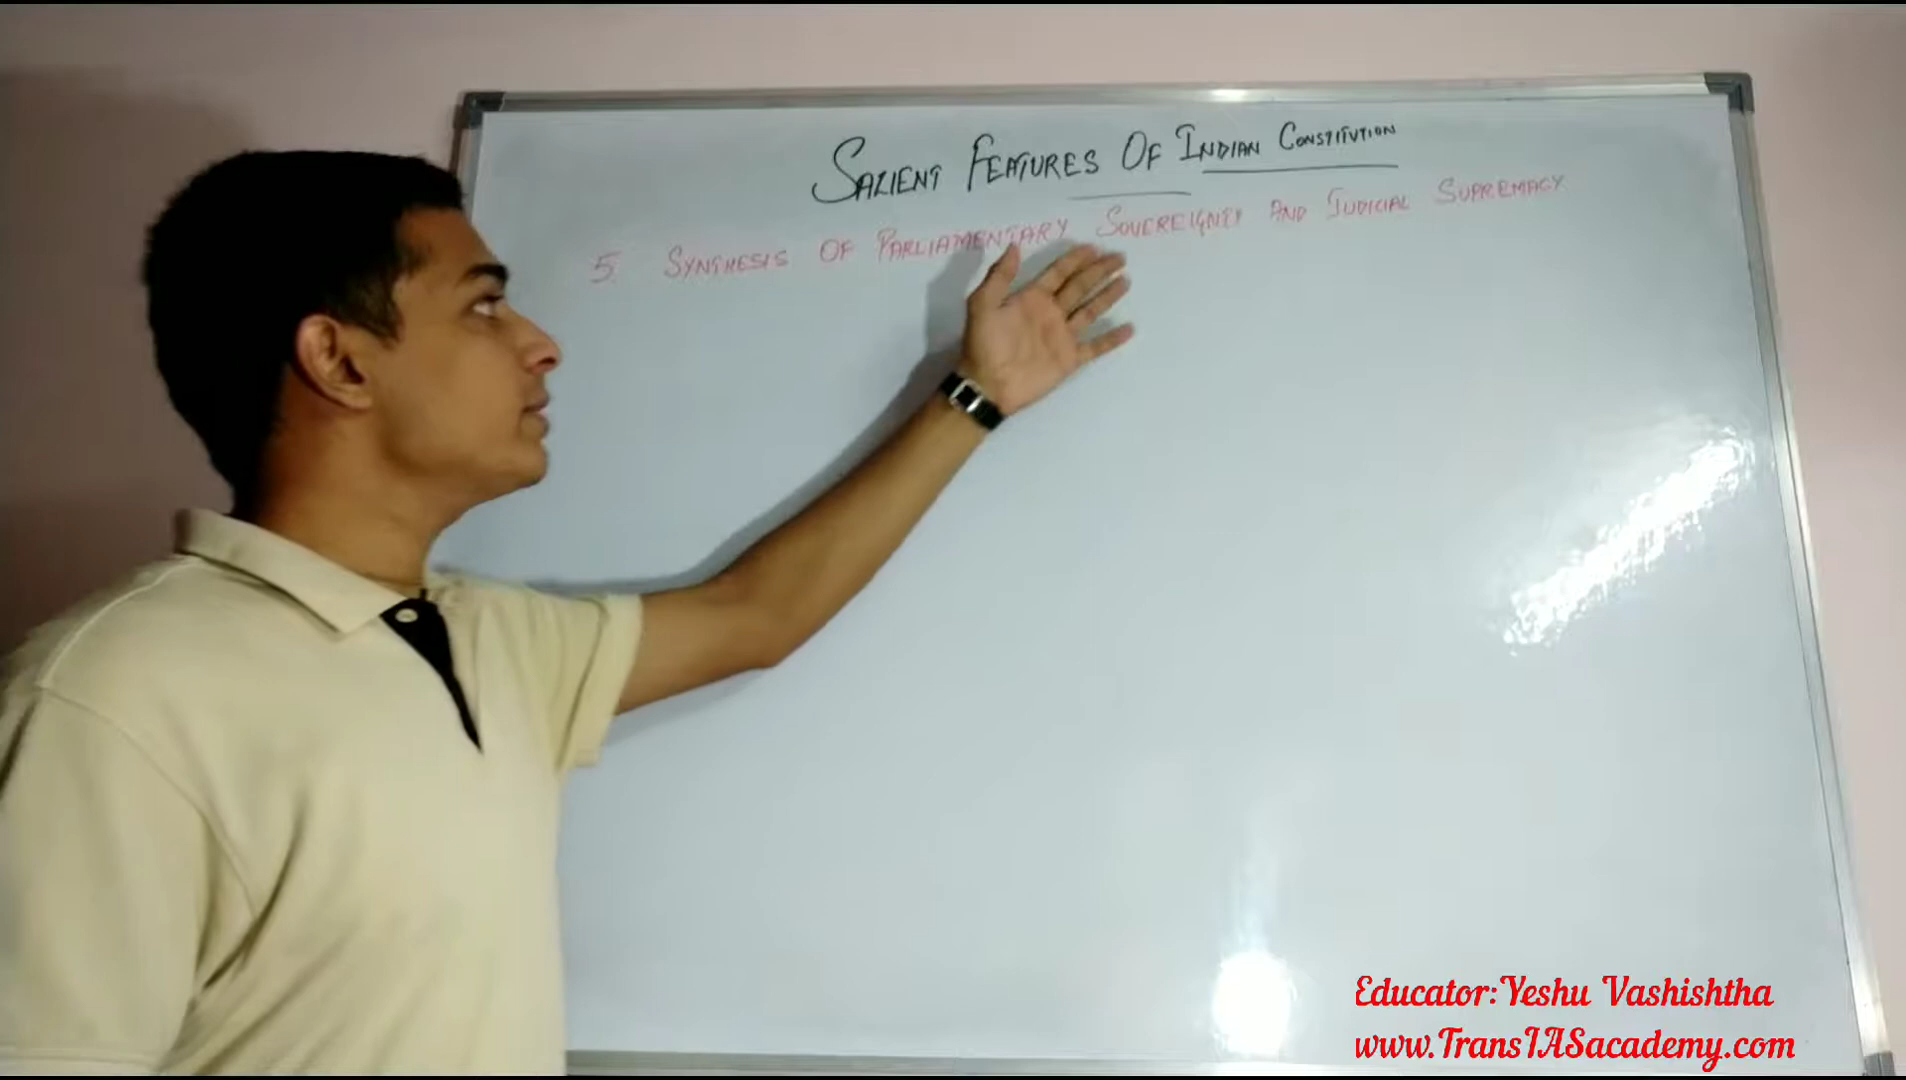 SALIENT FEATURES OF INDIAN CONSTITUTION
5. SYNTHESIS OF PARLIAMENTARY SOVEREIGNTY AND JUDICIAL SUPREMACY
Educator:Yeshu Vashishtha
www.TransIASacademy.com